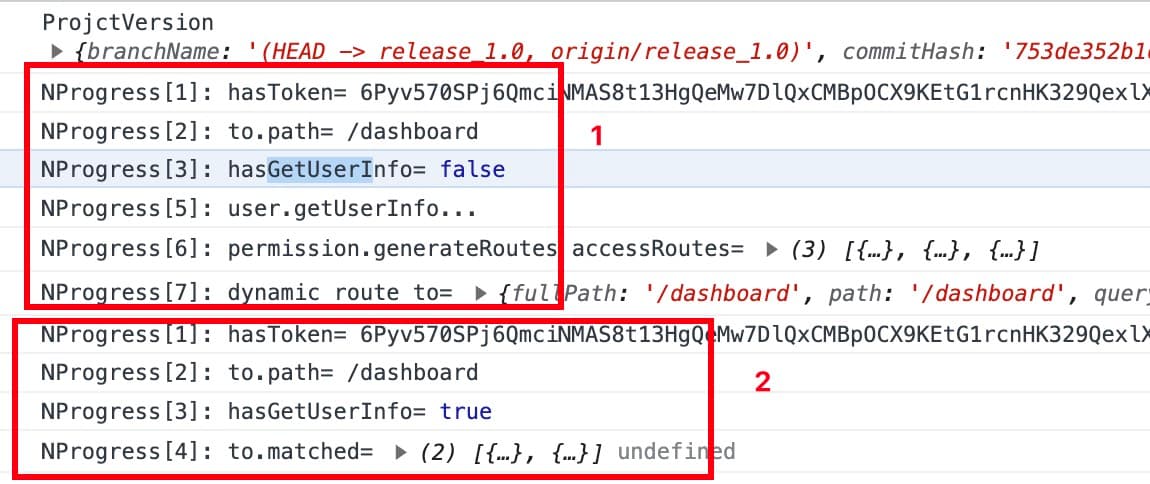 ProjctVersion
▶ {branchName: '(HEAD -> release_1.0, origin/release_1.0)', commitHash: '753de352b1
NProgress[1]: hasToken= 6Pyv570SPj6QmciNMAS8t13HgQeMw7DlQxCMBpOCX9KEtG1rcnHK329QexlX
NProgress[2]: to.path= /dashboard
1
NProgress[3]: hasGetUserInfo= false
NProgress[5]: user.getUserInfo...
NProgress[6]: permission.generateRoutes accessRoutes= ▶ (3) [{…}, {…}, {…}]
NProgress[7]: dynamic route to= ▶ {fullPath: '/dashboard', path: '/dashboard', query
NProgress[1]: hasToken= 6Pyv570SPj6QmciNMAS8t13HgQeMw7DlQxCMBpOCX9KEtG1rcnHK329QexlX
NProgress[2]: to.path= /dashboard
2
NProgress[3]: hasGetUserInfo= true
NProgress[4]: to.matched= ▶ (2) [{…}, {…}] undefined